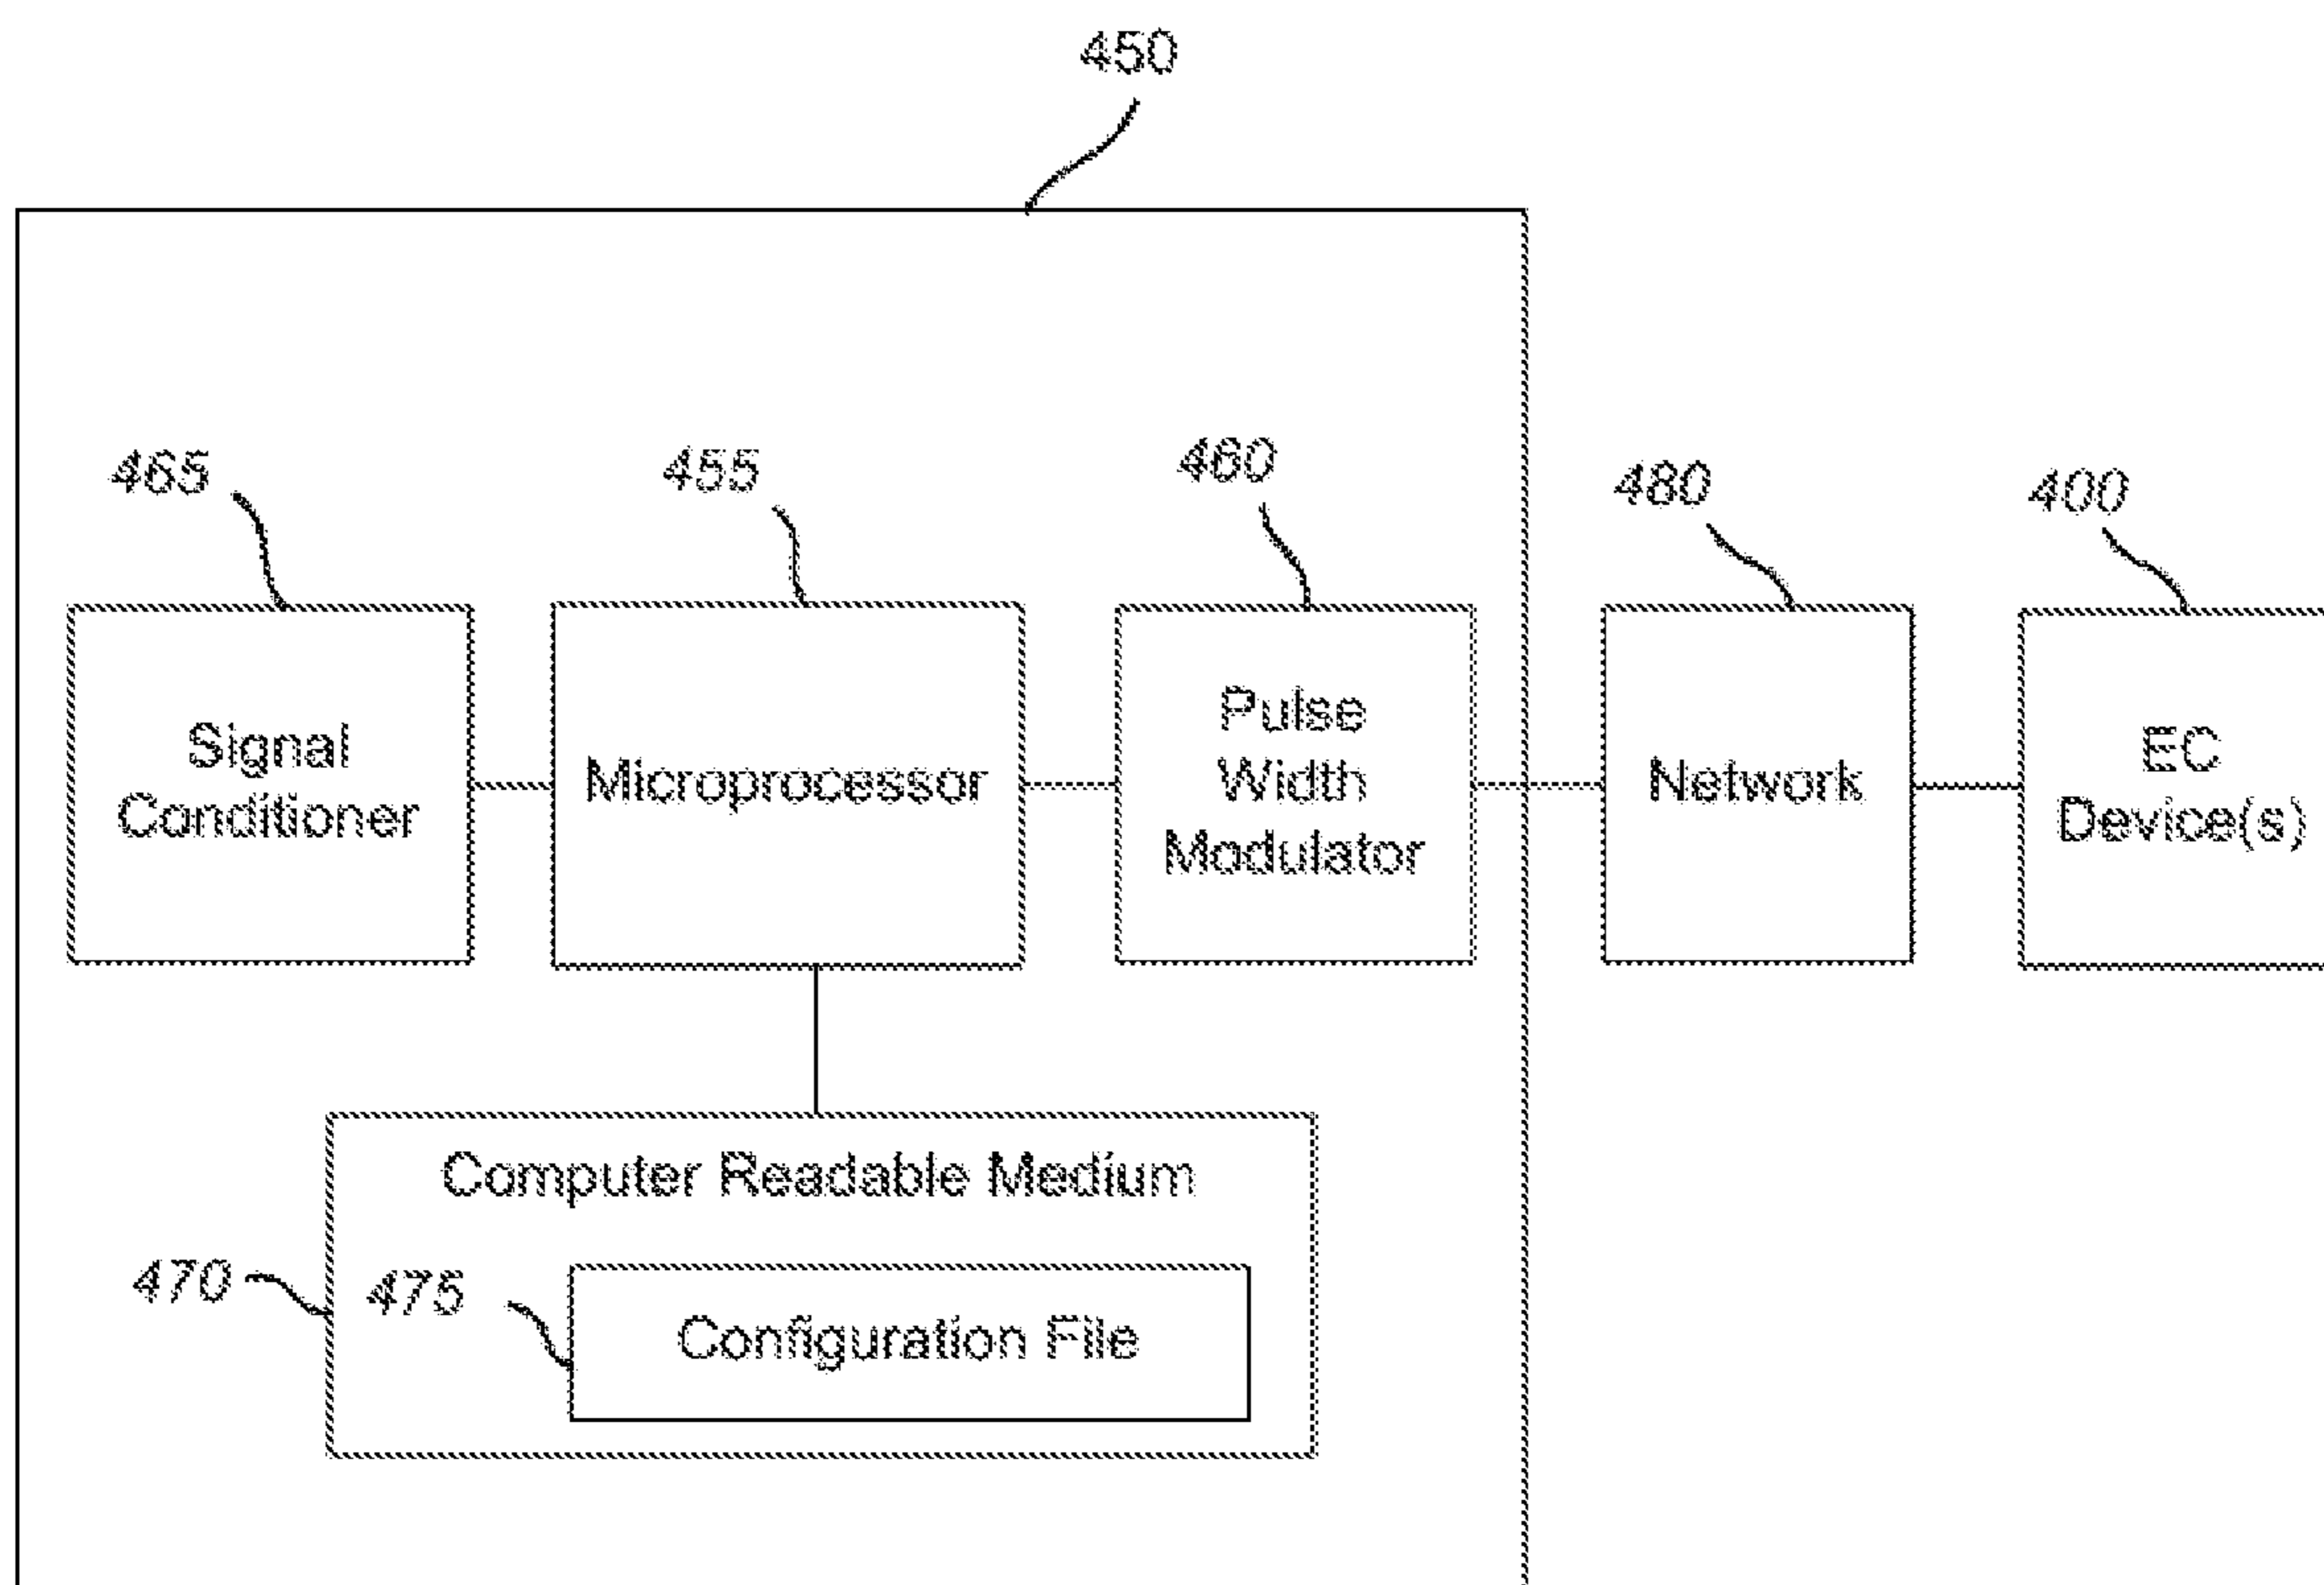 450
465
455
460
480
400
Signal
Conditioner
Microprocessor
Pulse
Width
Modulator
Network
EC
Device(s)
Computer Readable Medium
470
475
Configuration File